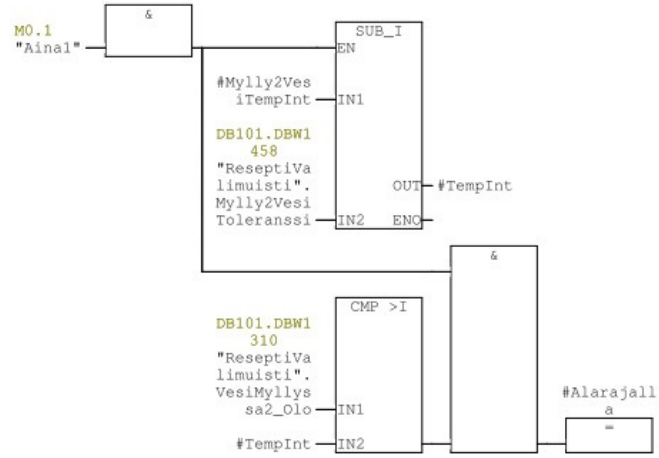 &
M0.1
"Aina1"
SUB_I
EN
#Mylly2Ves
iTempInt
IN1
DB101.DBW1
458
"ReseptiVa
limuisti".
Mylly2Vesi
Toleranssi
IN2
OUT
#TempInt
ENO
&
CMP >I
DB101.DBW1
310
"ReseptiVa
limuisti".
VesiMyllys
sa2_Olo
IN1
#TempInt
IN2
#Alarajall
a
=